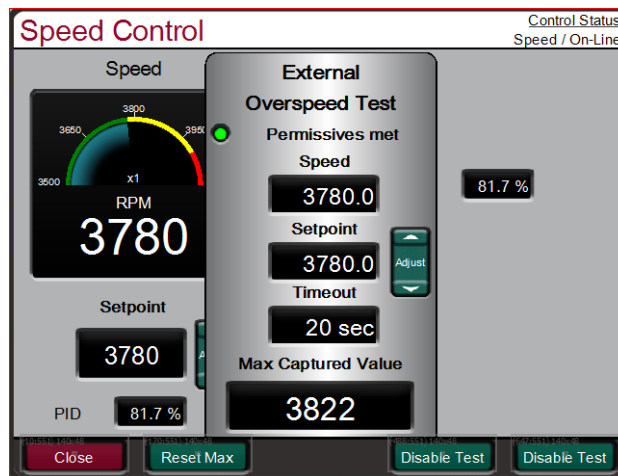 Speed Control
Control Status
Speed / On-Line
Speed
3500
3650
3800
3950
x1
RPM
3780
Setpoint
3780
PID
81.7 %
External
Overspeed Test
Permissives met
Speed
3780.0
Setpoint
3780.0
Adjust
Timeout
20 sec
Max Captured Value
3822
81.7 %
Close
Reset Max
Disable Test
Disable Test